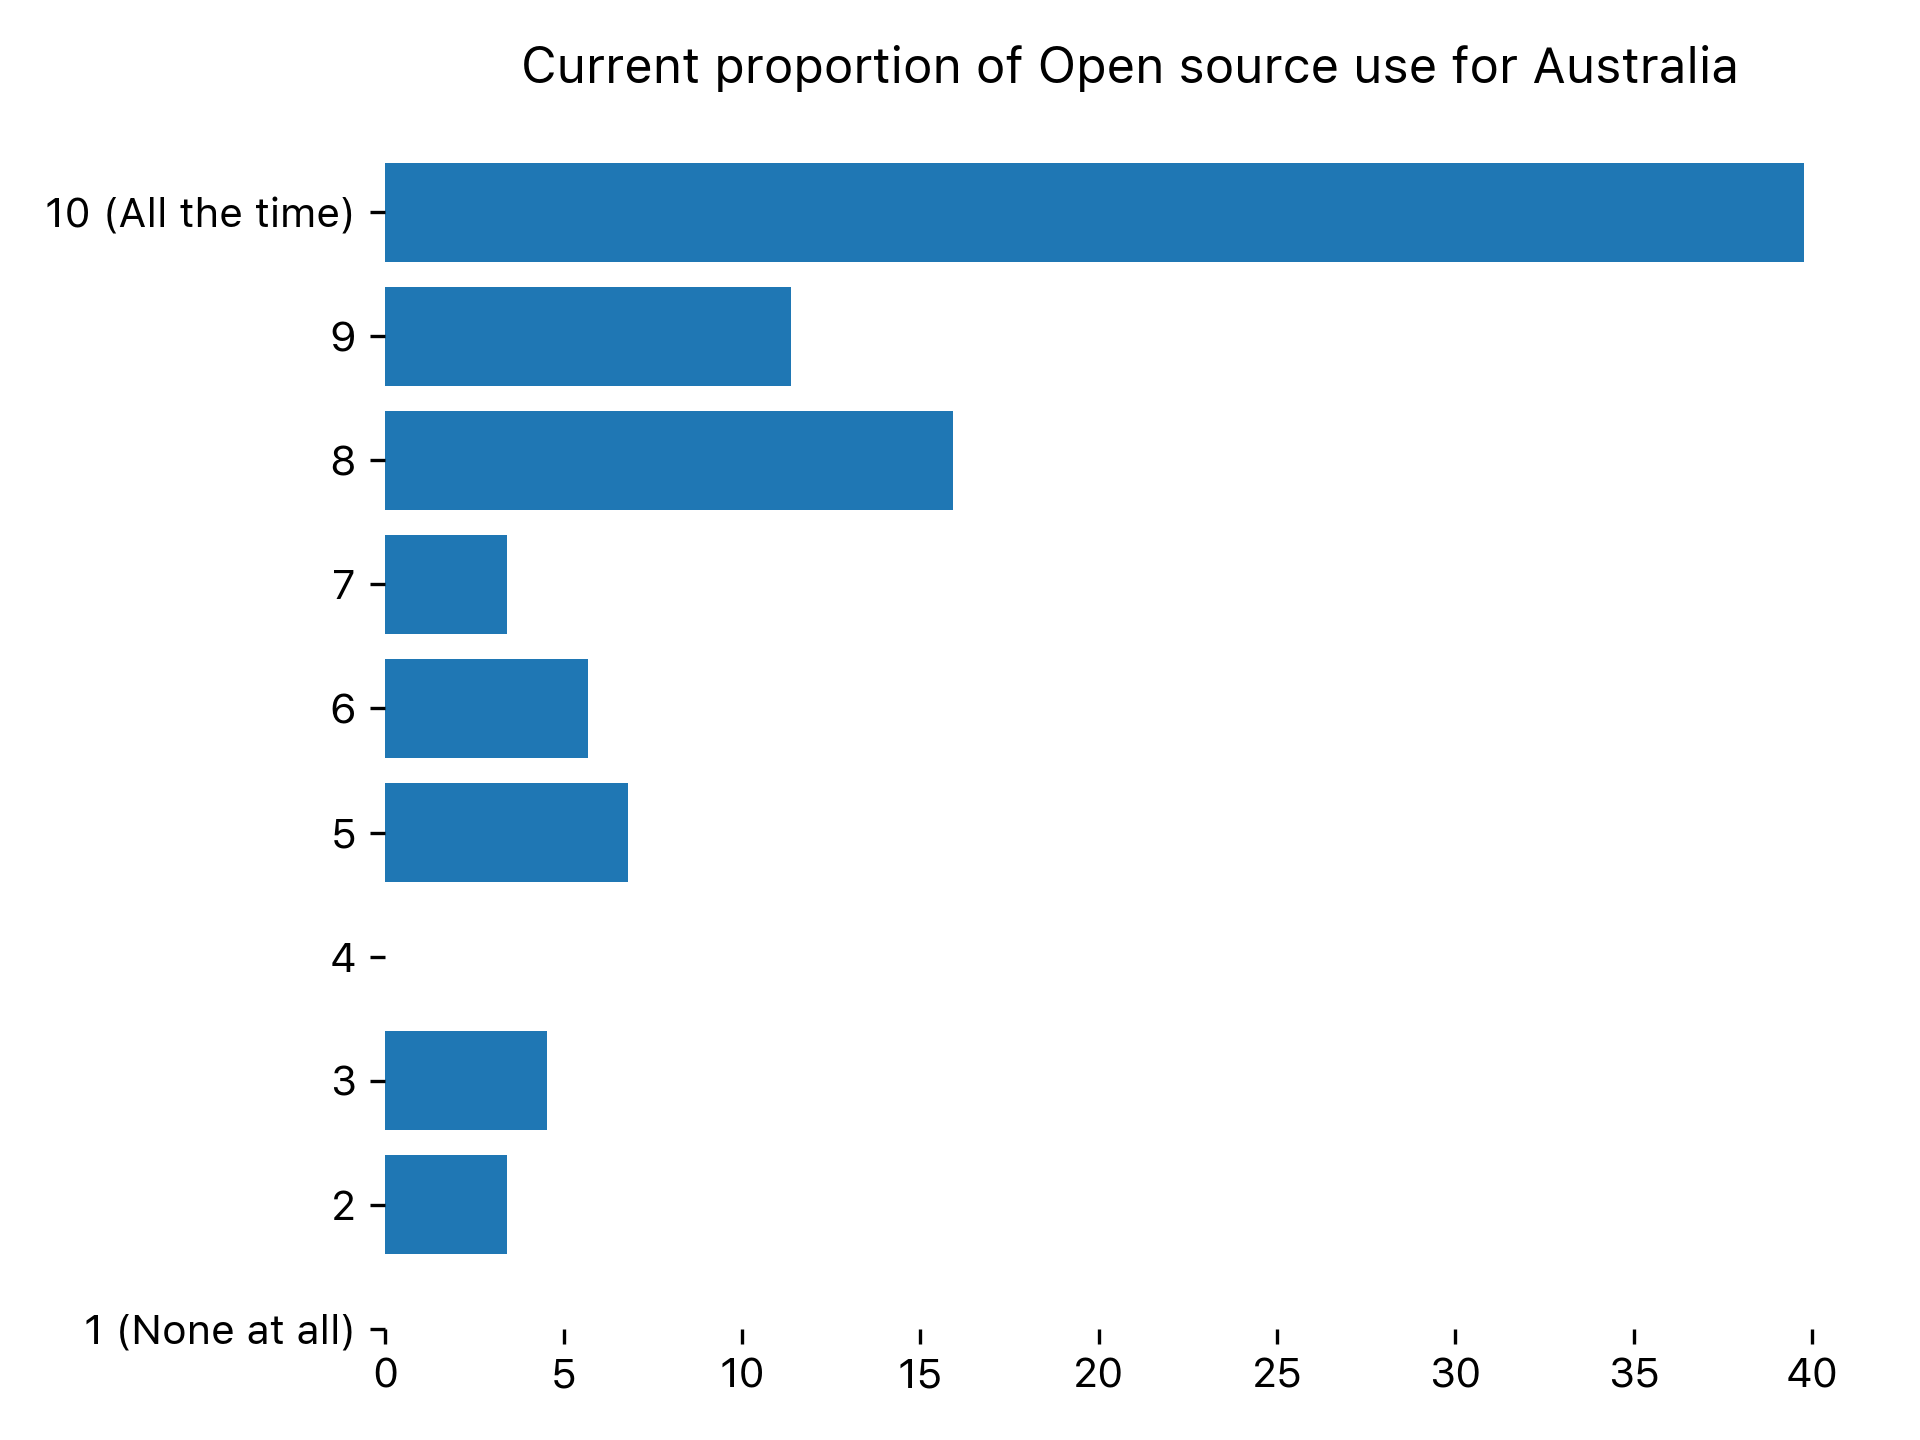 Current proportion of Open source use for Australia
10 (All the time)
9
8
7
6
5
4
3
2
1 (None at all)
0 5 10 15 20 25 30 35 40